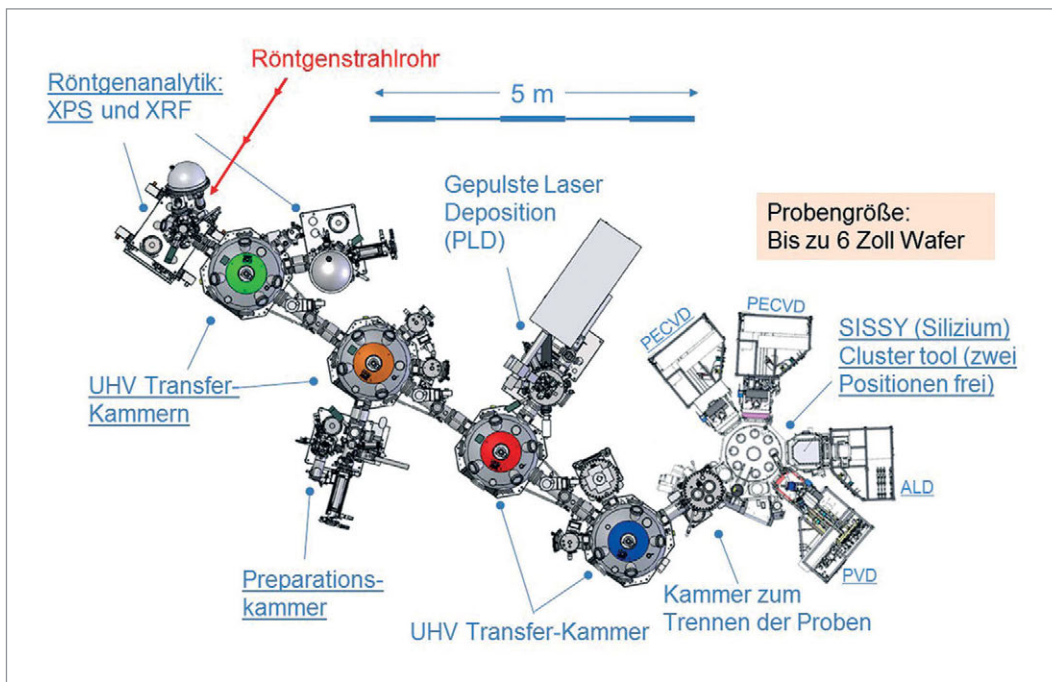 Röntgenstrahlrohr
Röntgenanalytik:
XPS und XRF
5 m
Gepulste Laser
Deposition
(PLD)
Probengröße:
Bis zu 6 Zoll Wafer
PECVD
PECVD
SISSY (Silizium)
Cluster tool (zwei
Positionen frei)
UHV Transfer-
Kammern
ALD
PVD
Preparations-
kammer
Kammer zum
Trennen der Proben
UHV Transfer-Kammer